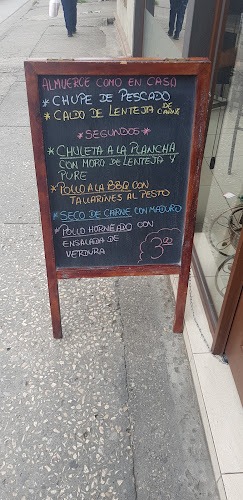 ALMUERCE COMO EN CASA
* CHUPE DE PESCADO
* CALDO DE LENTEJA DE CARNE
* SEGUNDOS *
* CHULETA A LA PLANCHA
CON MORO DE LENTEJA Y
PURE
* POLLO A LA BBQ CON
TALLARINES AL PESTO
* SECO DE CARNE CON MADURO
* POLLO HORNEADO CON
ENSALADA DE
VERDURA
3.00